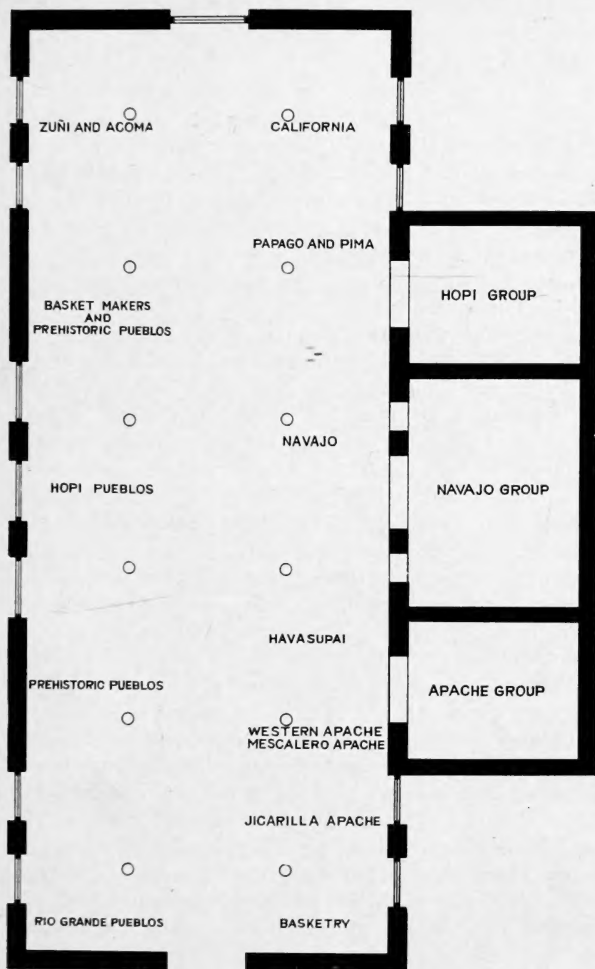 ZUÑI AND ACOMA
CALIFORNIA
PAPAGO AND PIMA
HOPI GROUP
BASKET MAKERS
AND
PREHISTORIC PUEBLOS
NAVAJO
HOPI PUEBLOS
NAVAJO GROUP
HAVASUPAI
PREHISTORIC PUEBLOS
APACHE GROUP
WESTERN APACHE
MESCALERO APACHE
JICARILLA APACHE
RIO GRANDE PUEBLOS
BASKETRY